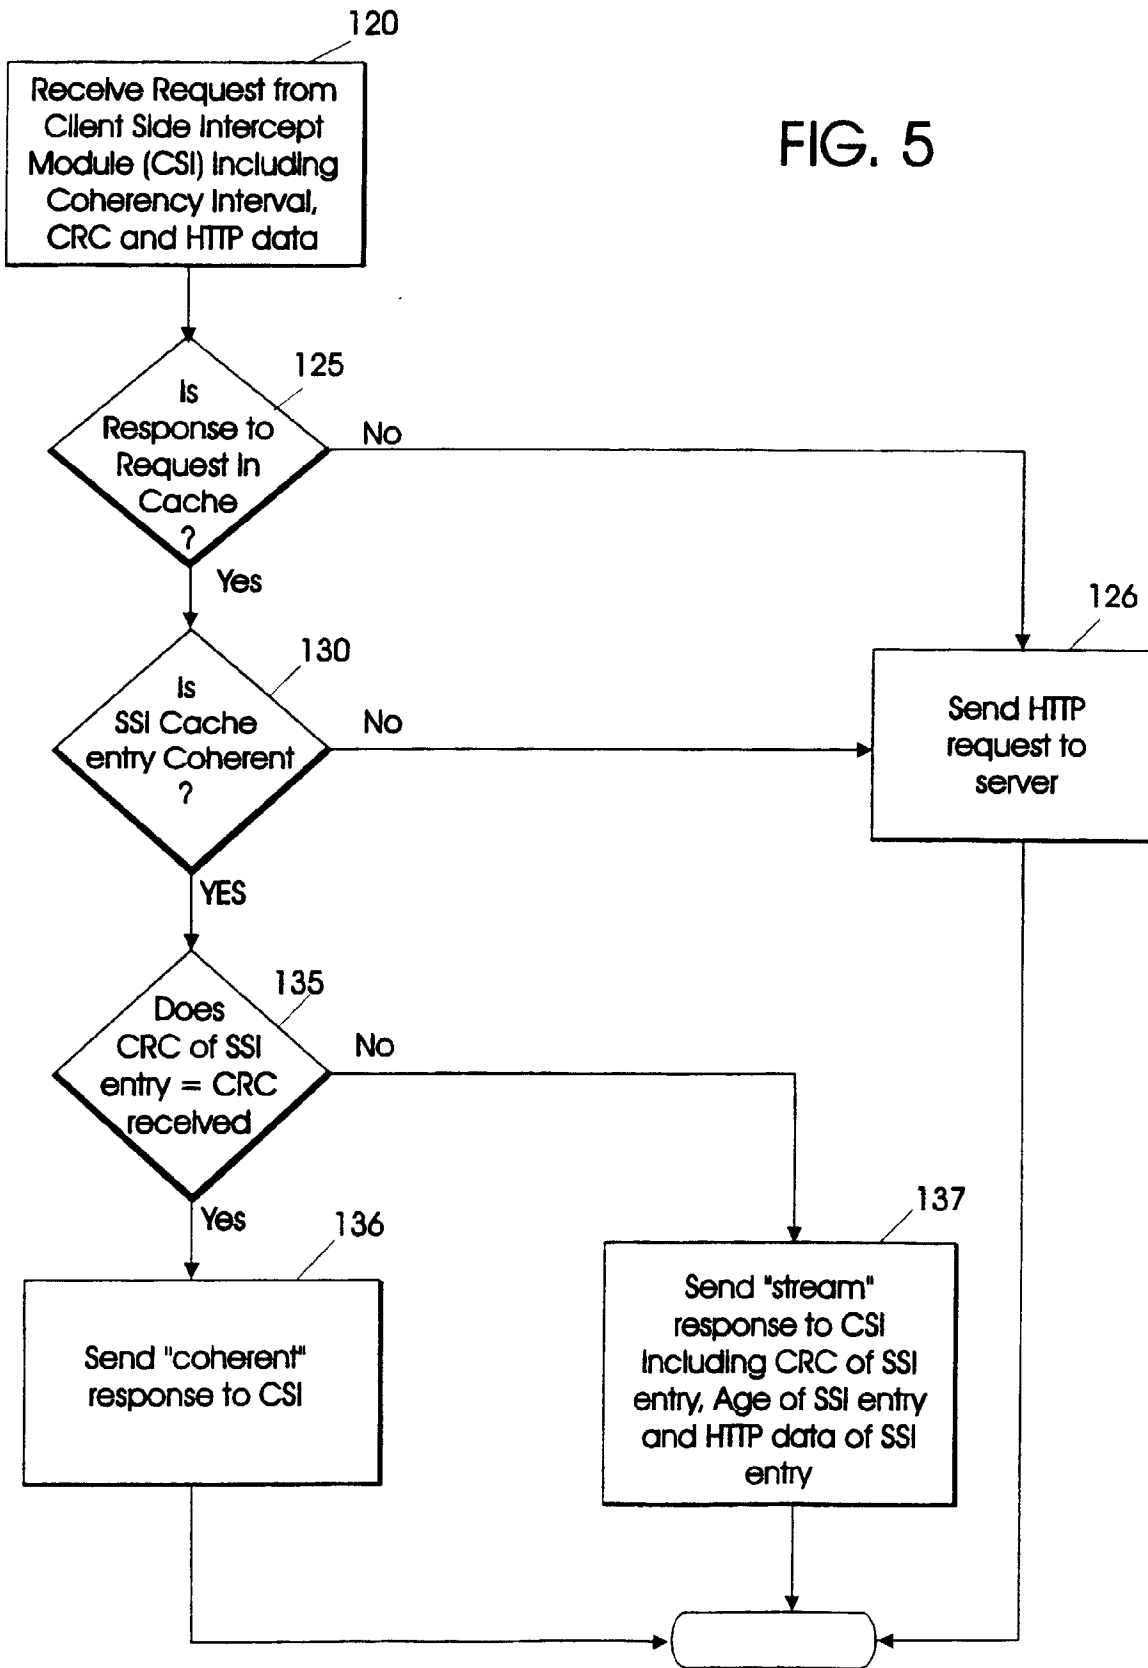 120
Receive Request from
Client Side Intercept
Module (CSI) Including
Coherency Interval,
CRC and HTTP data
FIG. 5
125
Is
Response to
Request in
Cache
?
No
Yes
126
Send HTTP
request to
server
130
Is
SSI Cache
entry Coherent
?
No
YES
135
Does
CRC of SSI
entry = CRC
received
No
Yes
136
Send "coherent"
response to CSI
137
Send "stream"
response to CSI
Including CRC of SSI
entry, Age of SSI entry
and HTTP data of SSI
entry